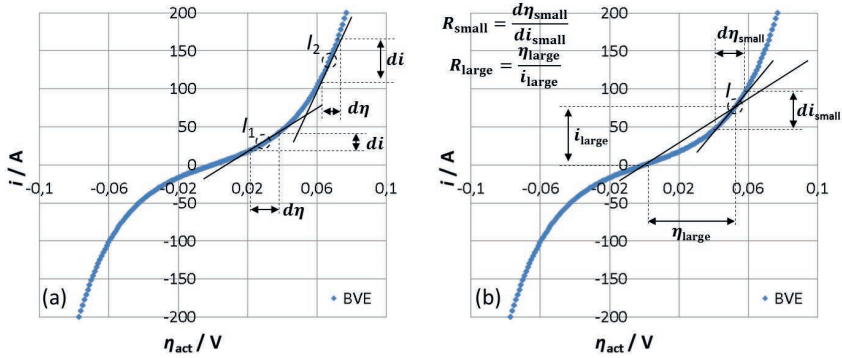 200
150
100
50
0
-50
-100
-150
-200
-0,1
-0,06
-0,02
0,02
0,06
0,1
i / A
η_act / V
I₂
I₁
di
dη
di
dη
(a)
BVE
R_small = dη_small / di_small
R_large = η_large / i_large
200
150
100
50
0
-50
-100
-150
-200
-0,1
-0,06
-0,02
0,02
0,06
0,1
i / A
η_act / V
dη_small
I
di_small
i_large
η_large
(b)
BVE